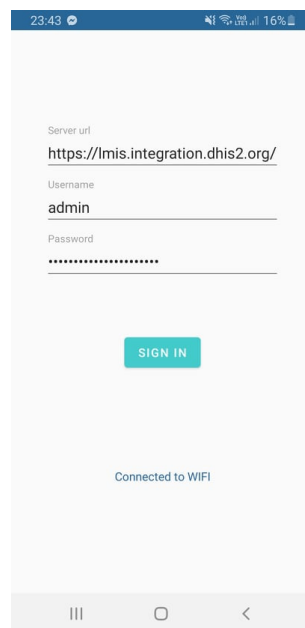 23:43 16%
Server url
https://lmis.integration.dhis2.org/
Username
admin
Password
••••••••••••••••••••••
SIGN IN
Connected to WIFI